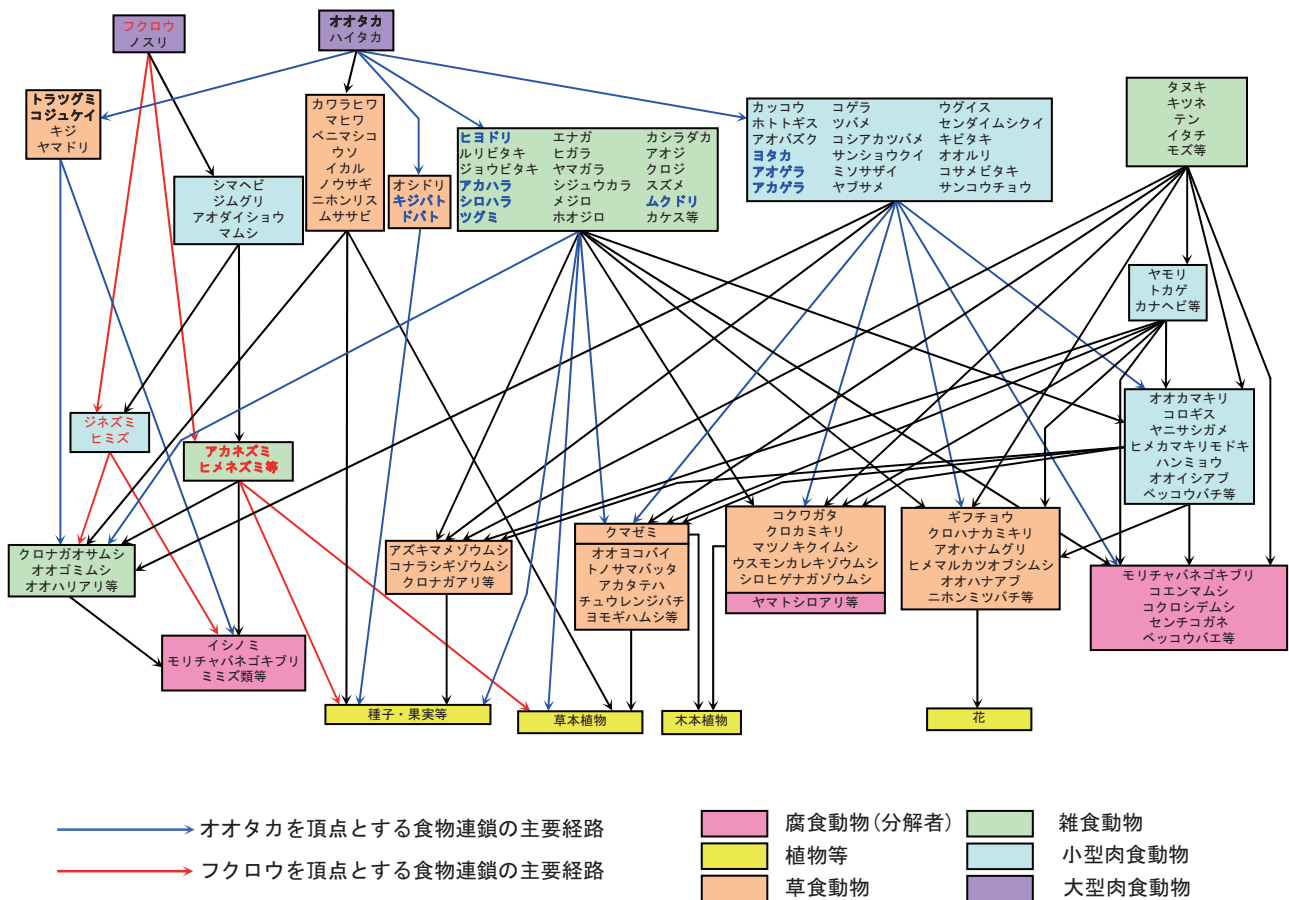 フクロウ
ノスリ
オオタカ
ハイタカ
トラツグミ
コジュケイ
キジ
ヤマドリ
カワラヒワ
マヒワ
ベニマシコ
ウソ
イカル
ノウサギ
ニホンリス
ムササビ
オシドリ
キジバト
ドバト
ヒヨドリ エナガ カシラダカ
ルリビタキ ヒガラ アオジ
ジョウビタキ ヤマガラ クロジ
アカハラ シジュウカラ スズメ
シロハラ メジロ ムクドリ
ツグミ ホオジロ カケス等
カッコウ コゲラ ウグイス
ホトトギス ツバメ センダイムシクイ
アオバズク コシアカツバメ キビタキ
ヨタカ サンショウクイ オオルリ
アオゲラ ミソサザイ コサメビタキ
アカゲラ ヤブサメ サンコウチョウ
タヌキ
キツネ
テン
イタチ
モズ等
シマヘビ
ジムグリ
アオダイショウ
マムシ
ヤモリ
トカゲ
カナヘビ等
ジネズミ
ヒミズ
アカネズミ
ヒメネズミ等
オオカマキリ
コロギス
ヤニサシガメ
ヒメカマキリモドキ
ハンミョウ
オオイシアブ
ベッコウバチ等
クロナガオサムシ
オオゴミムシ
オオハリアリ等
アズキマメゾウムシ
コナラシギゾウムシ
クロナガアリ等
クマゼミ
オオヨコバイ
トノサマバッタ
アカタテハ
チュウレンジバチ
ヨモギハムシ等
コクワガタ
クロカミキリ
マツノキクイムシ
ウスモンカレキゾウムシ
シロヒゲナガゾウムシ
ヤマトシロアリ等
ギフチョウ
クロハナカミキリ
アオハナムグリ
ヒメマルカツオブシムシ
オオハナアブ
ニホンミツバチ等
モリチャバネゴキブリ
コエンマムシ
コクロシデムシ
センチコガネ
ベッコウバエ等
イシノミ
モリチャバネゴキブリ
ミミズ類等
種子・果実等
草本植物
木本植物
花
オオタカを頂点とする食物連鎖の主要経路
フクロウを頂点とする食物連鎖の主要経路
腐食動物(分解者)
植物等
草食動物
雑食動物
小型肉食動物
大型肉食動物